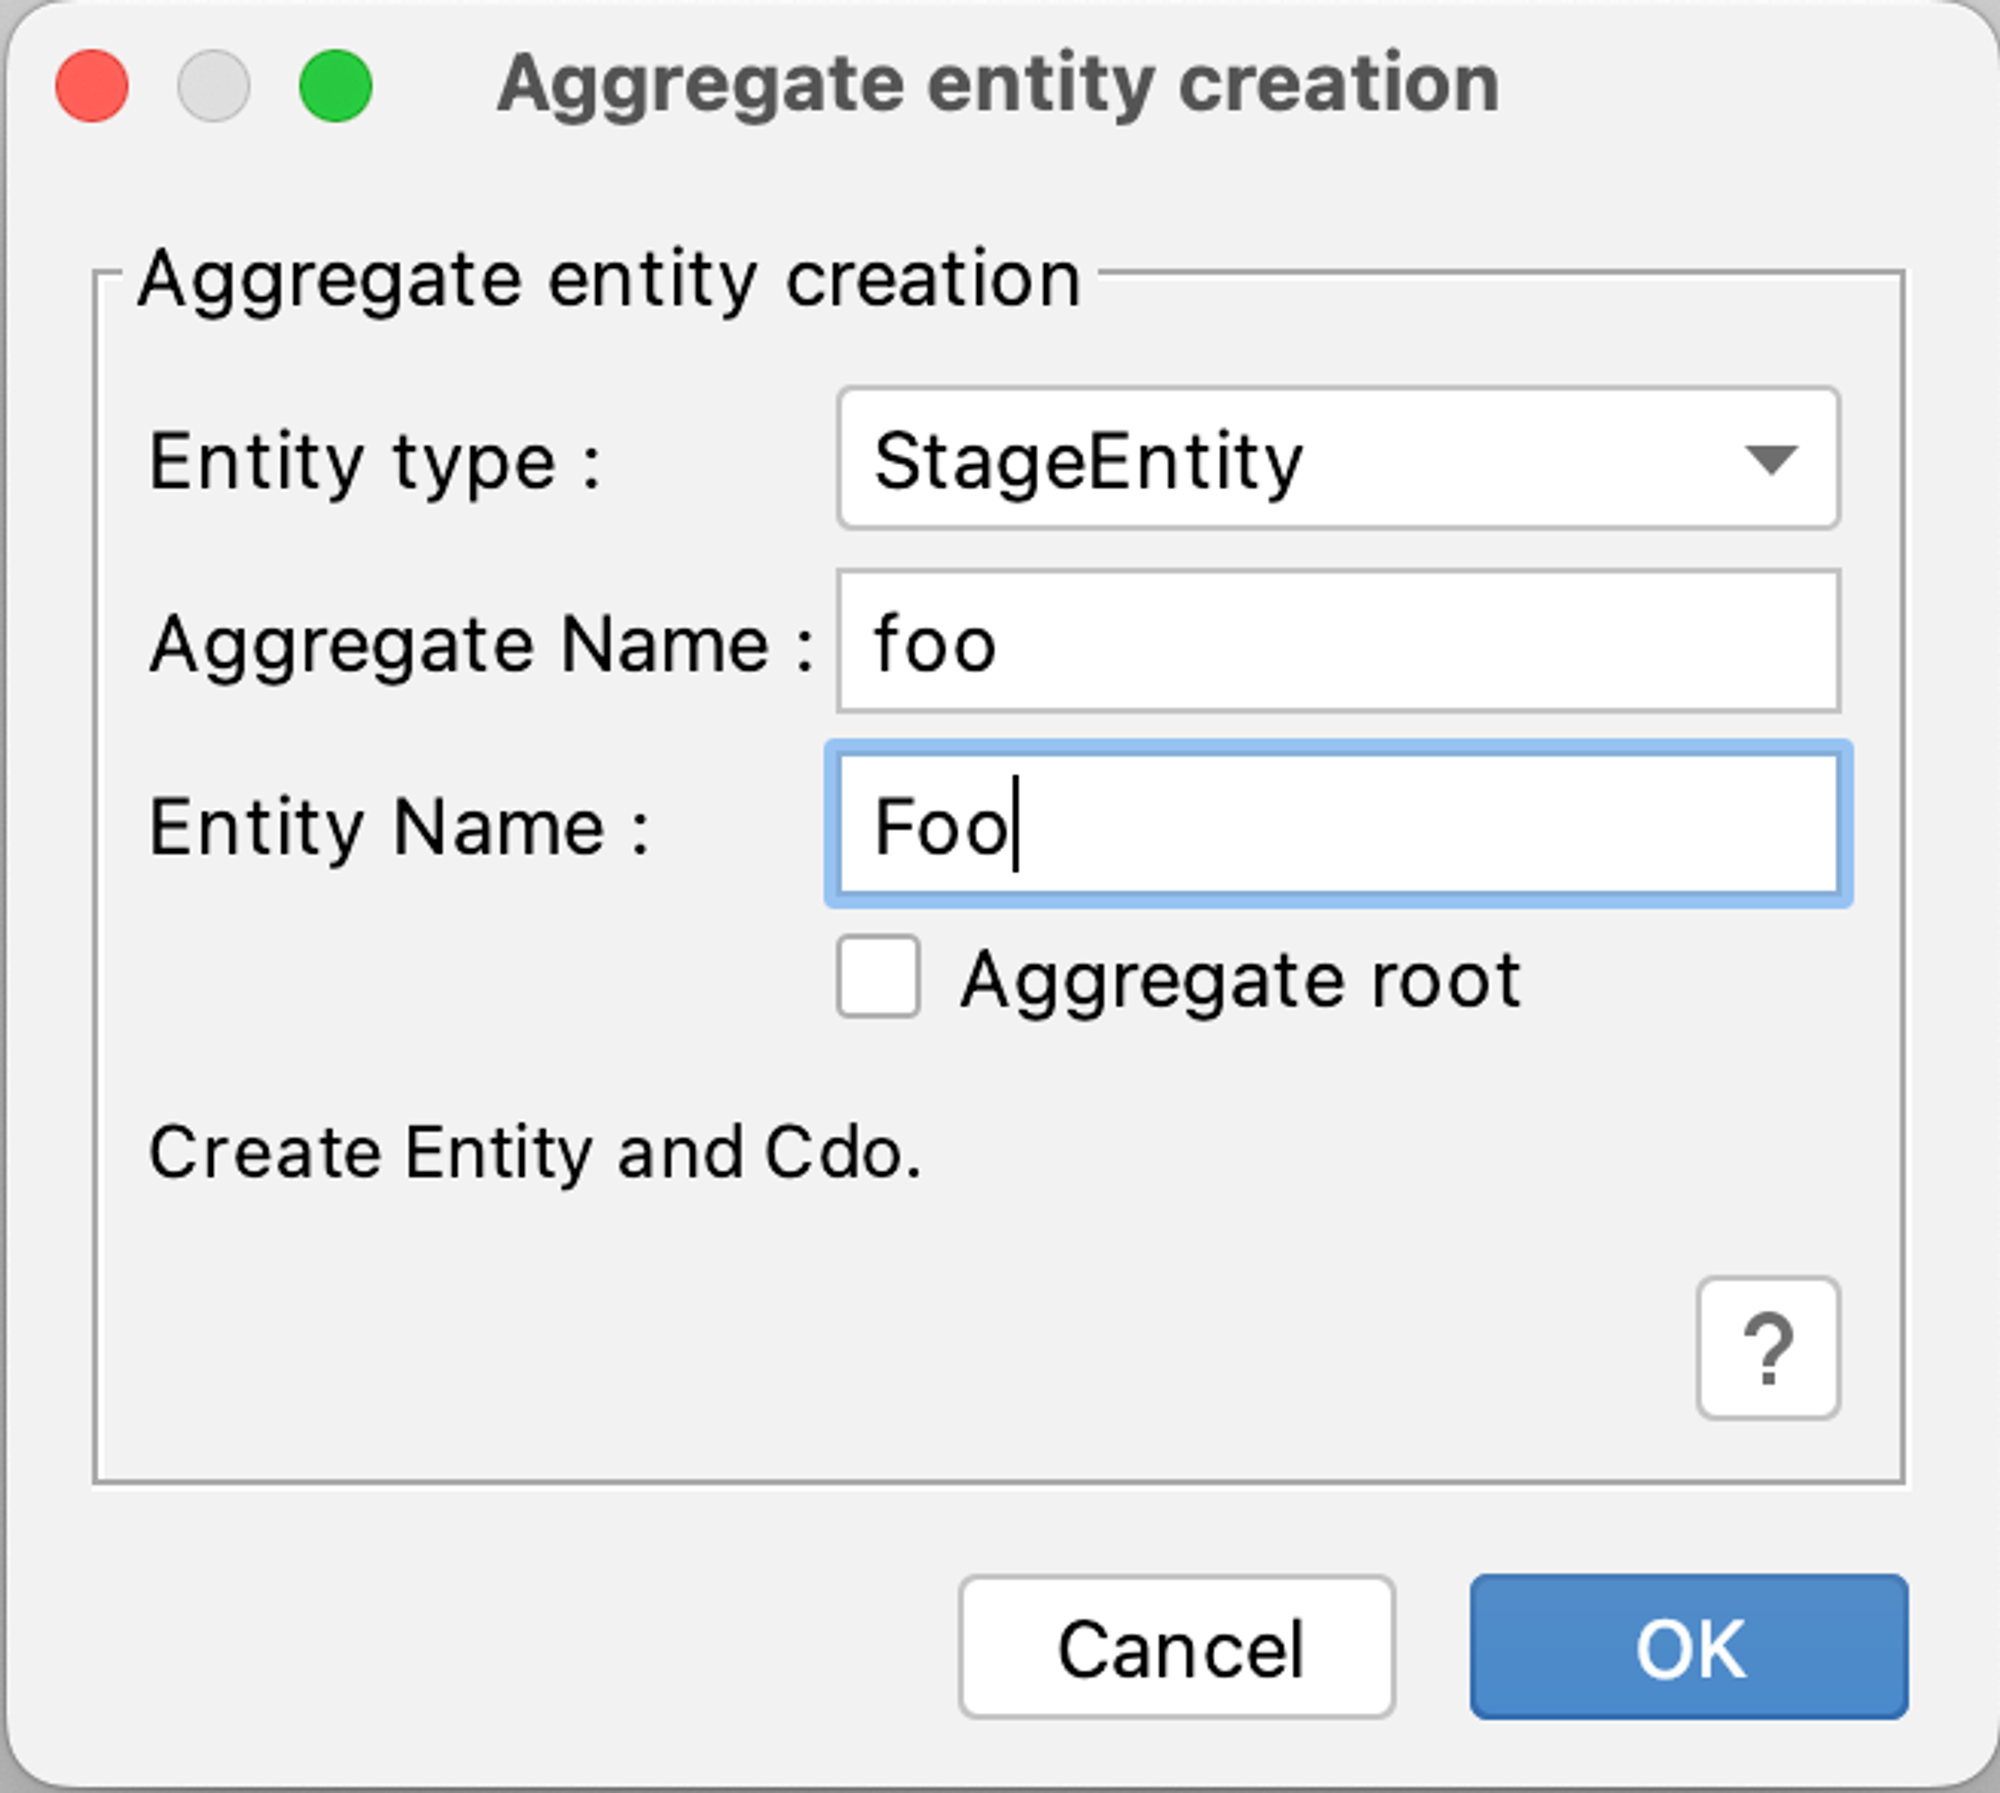 Aggregate entity creation
Aggregate entity creation
Entity type : StageEntity
Aggregate Name : foo
Entity Name : Foo
Aggregate root
Create Entity and Cdo.
?
Cancel OK